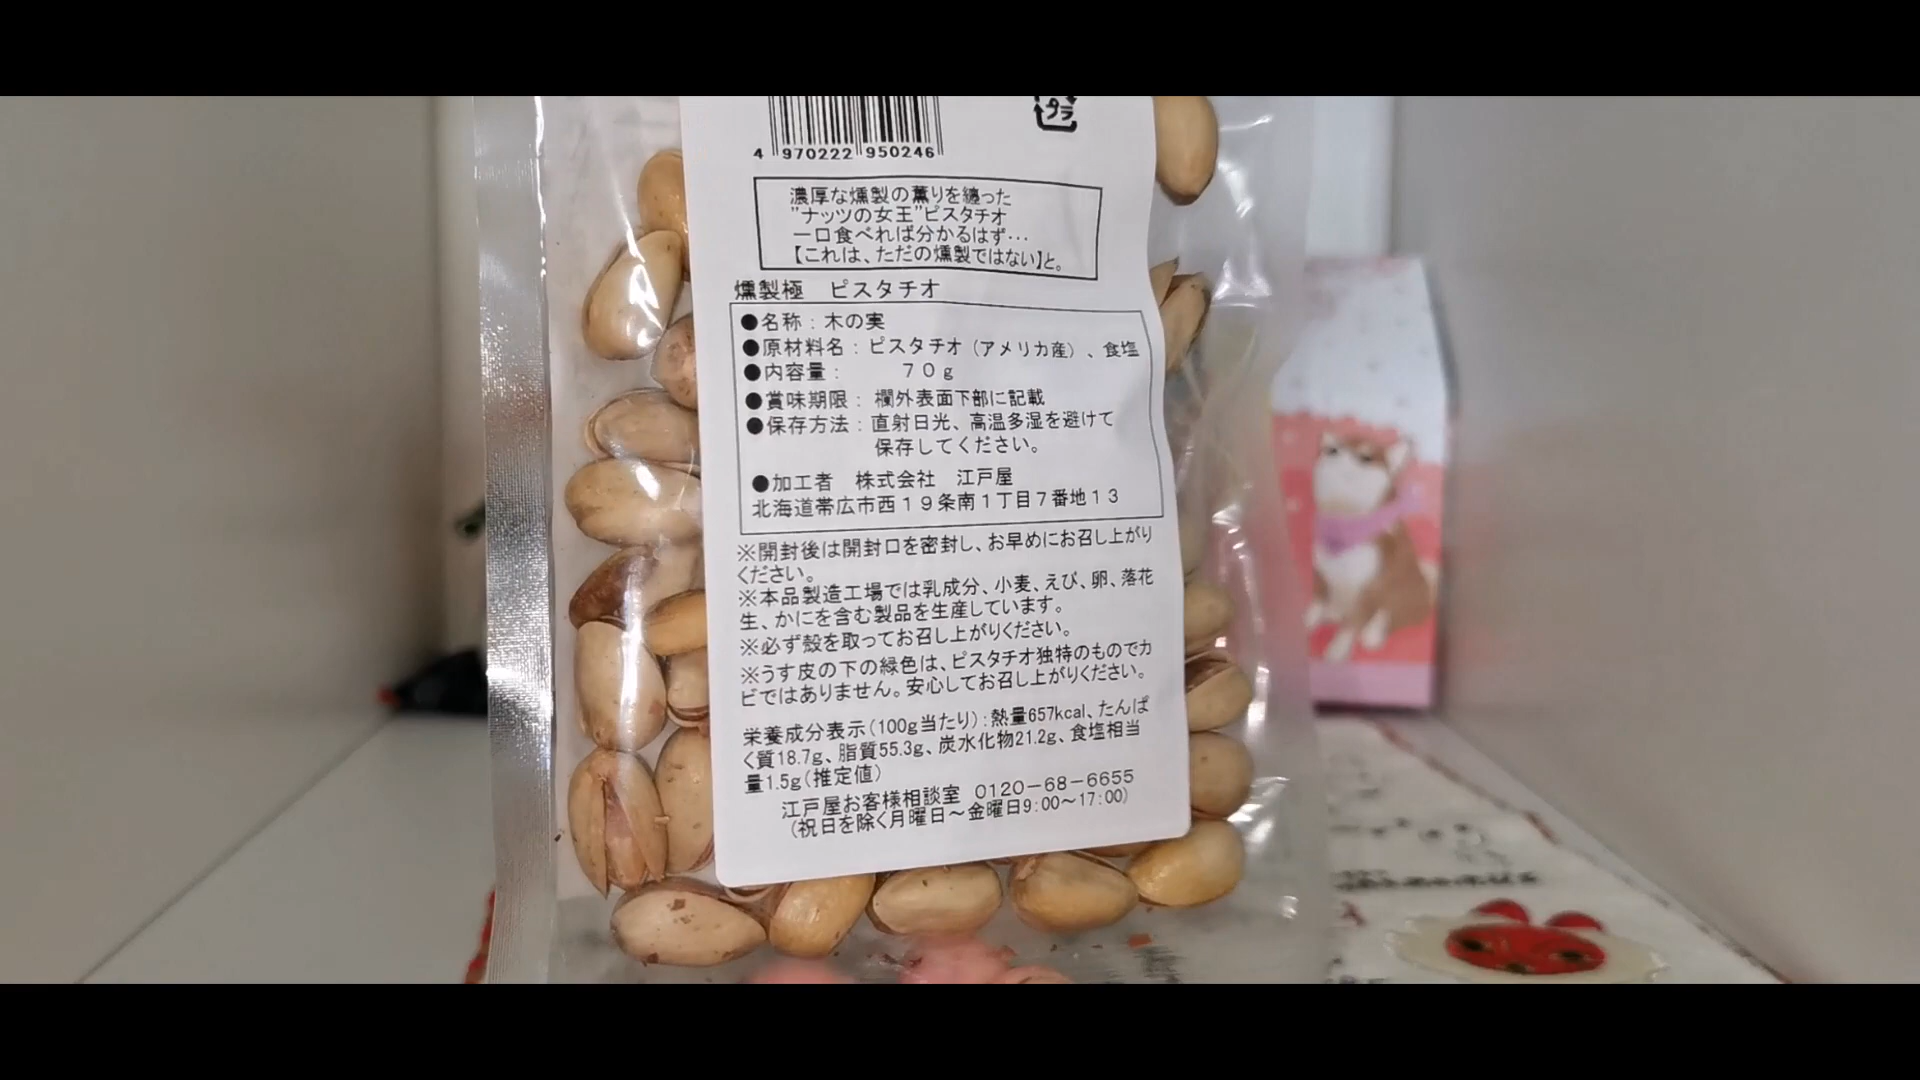 プラ
4 970222 950246
濃厚な燻製の薫りを纏った
"ナッツの女王"ピスタチオ
一口食べれば分かるはず…
【これは、ただの燻製ではない】と。
燻製極　ピスタチオ
●名称：木の実
●原材料名：ピスタチオ（アメリカ産）、食塩
●内容量：　　７０ｇ
●賞味期限：欄外表面下部に記載
●保存方法：直射日光、高温多湿を避けて
保存してください。
●加工者　株式会社　江戸屋
北海道帯広市西１９条南１丁目７番地１３
※開封後は開封口を密封し、お早めにお召し上がり
ください。
※本品製造工場では乳成分、小麦、えび、卵、落花
生、かにを含む製品を生産しています。
※必ず殻を取ってお召し上がりください。
※うす皮の下の緑色は、ピスタチオ独特のものでカ
ビではありません。安心してお召し上がりください。
栄養成分表示(100g当たり)：熱量657kcal、たんぱ
く質18.7g、脂質55.3g、炭水化物21.2g、食塩相当
量1.5g(推定値)
江戸屋お客様相談室 0120－68－6655
(祝日を除く月曜日～金曜日9:00～17:00)